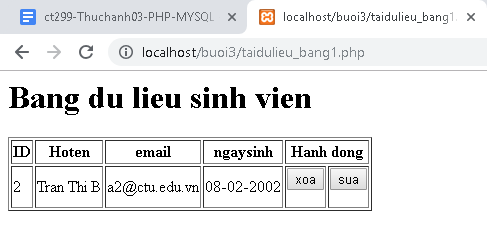 ct299-Thuchanh03-PHP-MYSQL
localhost/buoi3/taidulieu_bang1.
localhost/buoi3/taidulieu_bang1.php
Bang du lieu sinh vien
ID Hoten email ngaysinh Hanh dong
2 Tran Thi B a2@ctu.edu.vn 08-02-2002 xoa sua